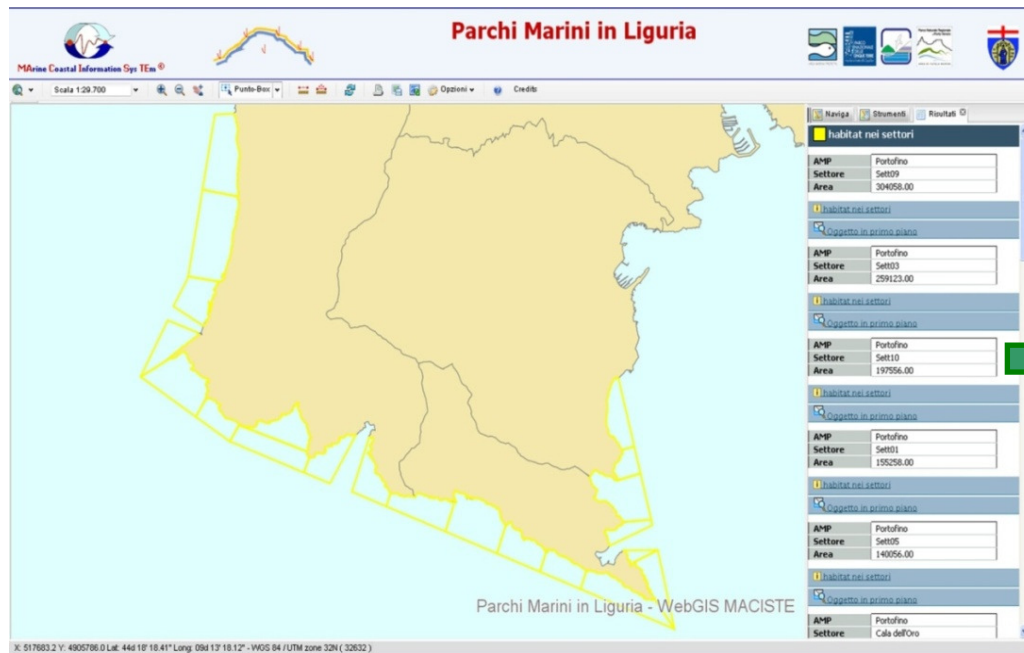 Parchi Marini in Liguria
MArine Coastal Information Sys TEm ©
Scala 1:29.700
Punto-Box
Opzioni
Credits
Naviga
Strumenti
Risultati
habitat nei settori
AMP Portofino
Settore Sett09
Area 304058.00
habitat nei settori
Oggetto in primo piano
AMP Portofino
Settore Sett03
Area 259123.00
habitat nei settori
Oggetto in primo piano
AMP Portofino
Settore Sett10
Area 197556.00
habitat nei settori
Oggetto in primo piano
AMP Portofino
Settore Sett01
Area 155258.00
habitat nei settori
Oggetto in primo piano
AMP Portofino
Settore Sett05
Area 140056.00
habitat nei settori
Oggetto in primo piano
AMP Portofino
Settore Cala dell'Oro
Parchi Marini in Liguria - WebGIS MACISTE
X: 517683.2 Y: 4905786.0 Lat: 44d 18' 18.41" Long: 09d 13' 18.12" - WGS 84 / UTM zone 32N ( 32632 )